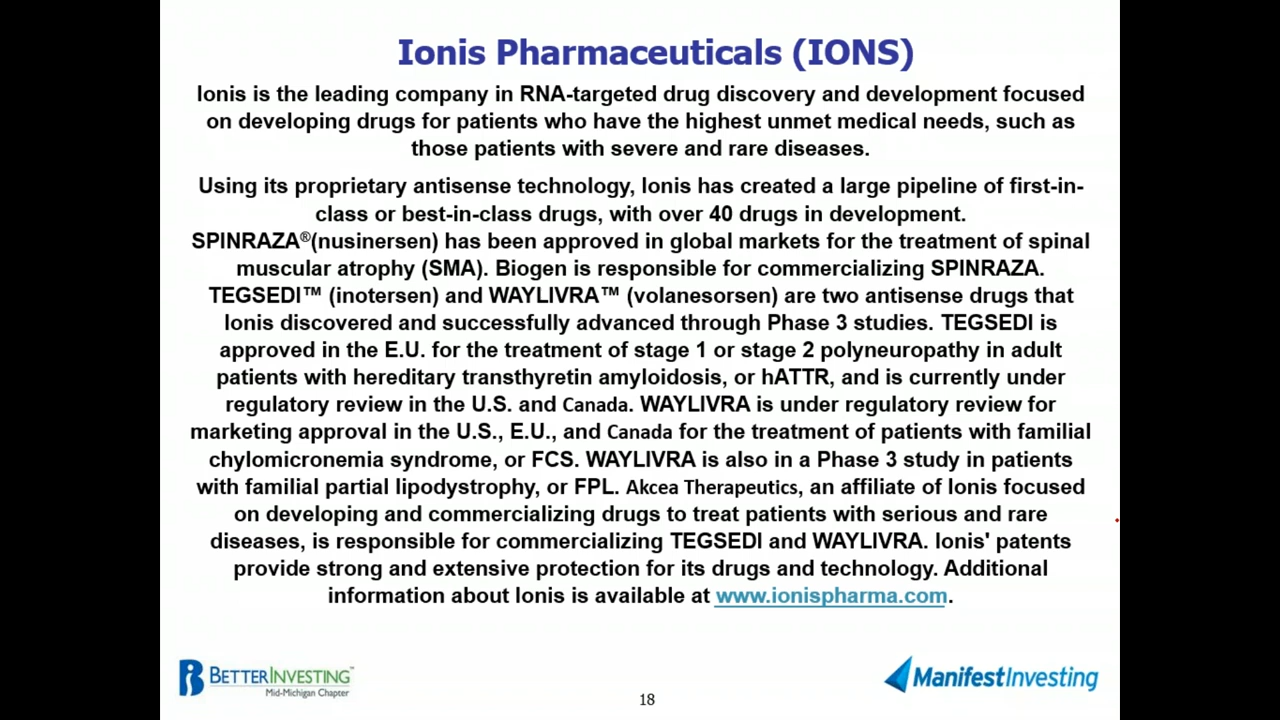 Ionis Pharmaceuticals (IONS)
Ionis is the leading company in RNA-targeted drug discovery and development focused
on developing drugs for patients who have the highest unmet medical needs, such as
those patients with severe and rare diseases.
Using its proprietary antisense technology, Ionis has created a large pipeline of first-in-
class or best-in-class drugs, with over 40 drugs in development.
SPINRAZA®(nusinersen) has been approved in global markets for the treatment of spinal
muscular atrophy (SMA). Biogen is responsible for commercializing SPINRAZA.
TEGSEDI™ (inotersen) and WAYLIVRA™ (volanesorsen) are two antisense drugs that
Ionis discovered and successfully advanced through Phase 3 studies. TEGSEDI is
approved in the E.U. for the treatment of stage 1 or stage 2 polyneuropathy in adult
patients with hereditary transthyretin amyloidosis, or hATTR, and is currently under
regulatory review in the U.S. and Canada. WAYLIVRA is under regulatory review for
marketing approval in the U.S., E.U., and Canada for the treatment of patients with familial
chylomicronemia syndrome, or FCS. WAYLIVRA is also in a Phase 3 study in patients
with familial partial lipodystrophy, or FPL. Akcea Therapeutics, an affiliate of Ionis focused
on developing and commercializing drugs to treat patients with serious and rare
diseases, is responsible for commercializing TEGSEDI and WAYLIVRA. Ionis' patents
provide strong and extensive protection for its drugs and technology. Additional
information about Ionis is available at www.ionispharma.com.
BETTERINVESTING™
Mid-Michigan Chapter
18
ManifestInvesting